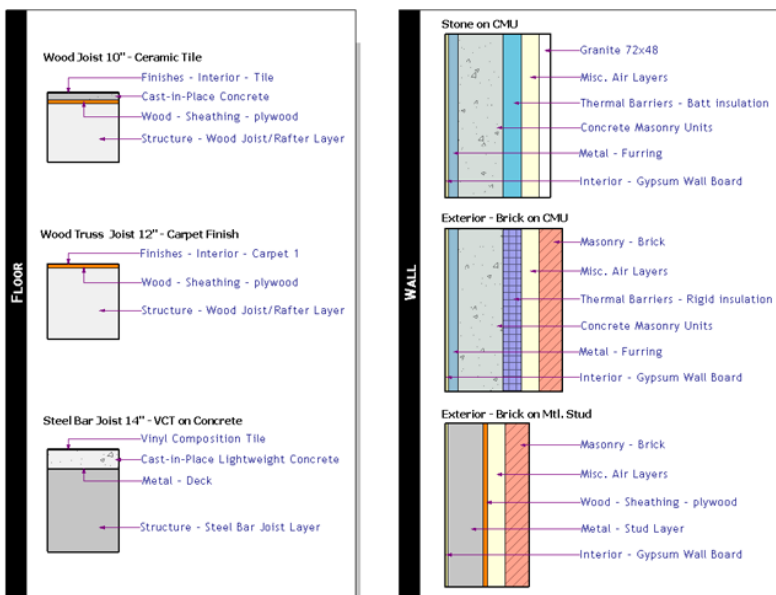 FLOOR
Wood Joist 10" - Ceramic Tile
Finishes - Interior - Tile
Cast-in-Place Concrete
Wood - Sheathing - plywood
Structure - Wood Joist/Rafter Layer
Wood Truss Joist 12" - Carpet Finish
Finishes - Interior - Carpet 1
Wood - Sheathing - plywood
Structure - Wood Joist/Rafter Layer
Steel Bar Joist 14" - VCT on Concrete
Vinyl Composition Tile
Cast-in-Place Lightweight Concrete
Metal - Deck
Structure - Steel Bar Joist Layer
WALL
Stone on CMU
Granite 72x48
Misc. Air Layers
Thermal Barriers - Batt insulation
Concrete Masonry Units
Metal - Furring
Interior - Gypsum Wall Board
Exterior - Brick on CMU
Masonry - Brick
Misc. Air Layers
Thermal Barriers - Rigid insulation
Concrete Masonry Units
Metal - Furring
Interior - Gypsum Wall Board
Exterior - Brick on Mtl. Stud
Masonry - Brick
Misc. Air Layers
Wood - Sheathing - plywood
Metal - Stud Layer
Interior - Gypsum Wall Board